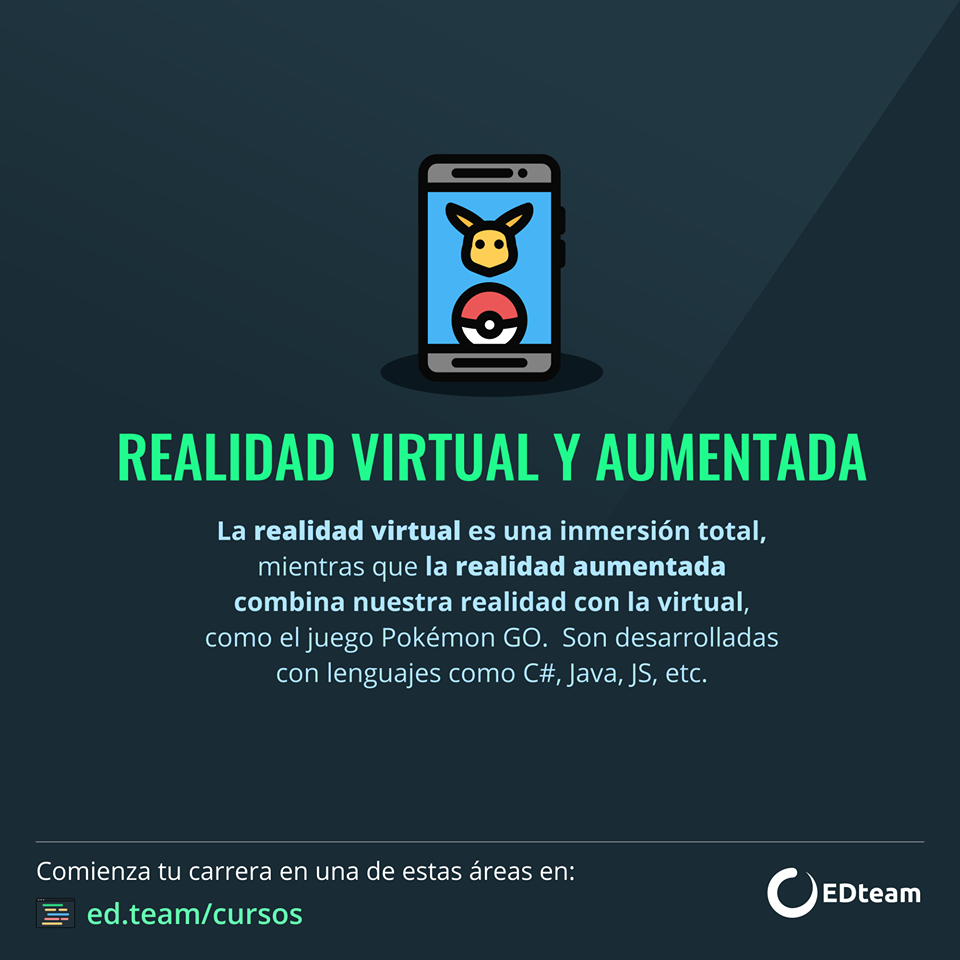 REALIDAD VIRTUAL Y AUMENTADA
La realidad virtual es una inmersión total,
mientras que la realidad aumentada
combina nuestra realidad con la virtual,
como el juego Pokémon GO.  Son desarrolladas
con lenguajes como C#, Java, JS, etc.
Comienza tu carrera en una de estas áreas en:
ed.team/cursos
EDteam